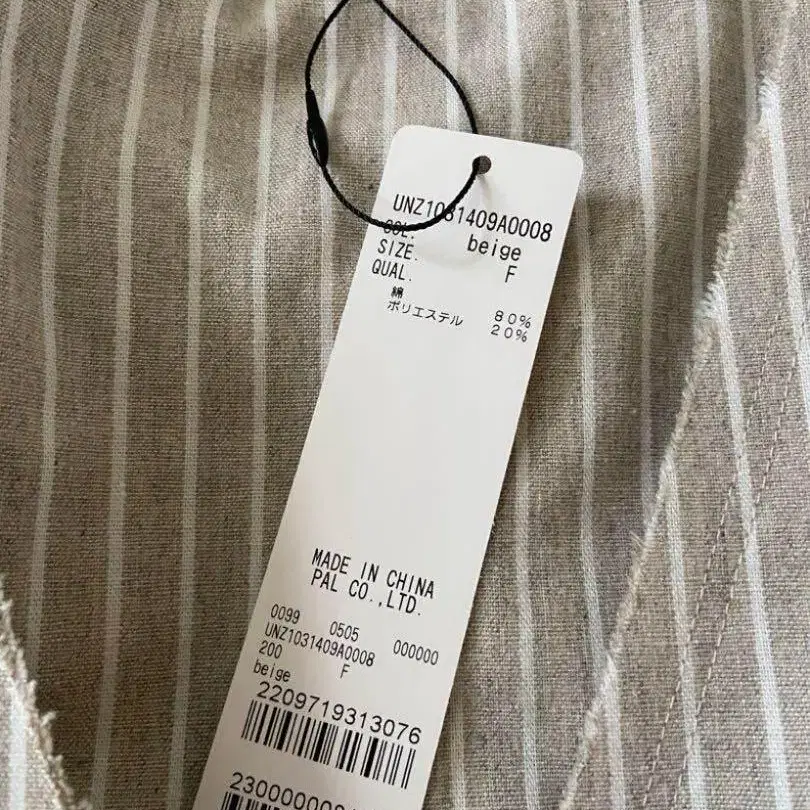 UNZ1031409A0008
COL. beige
SIZE. F
QUAL.
綿 80%
ポリエステル 20%
MADE IN CHINA
PAL CO.,LTD.
0099 0505 000000
UNZ1031409A0008
200
beige F
2209719313076